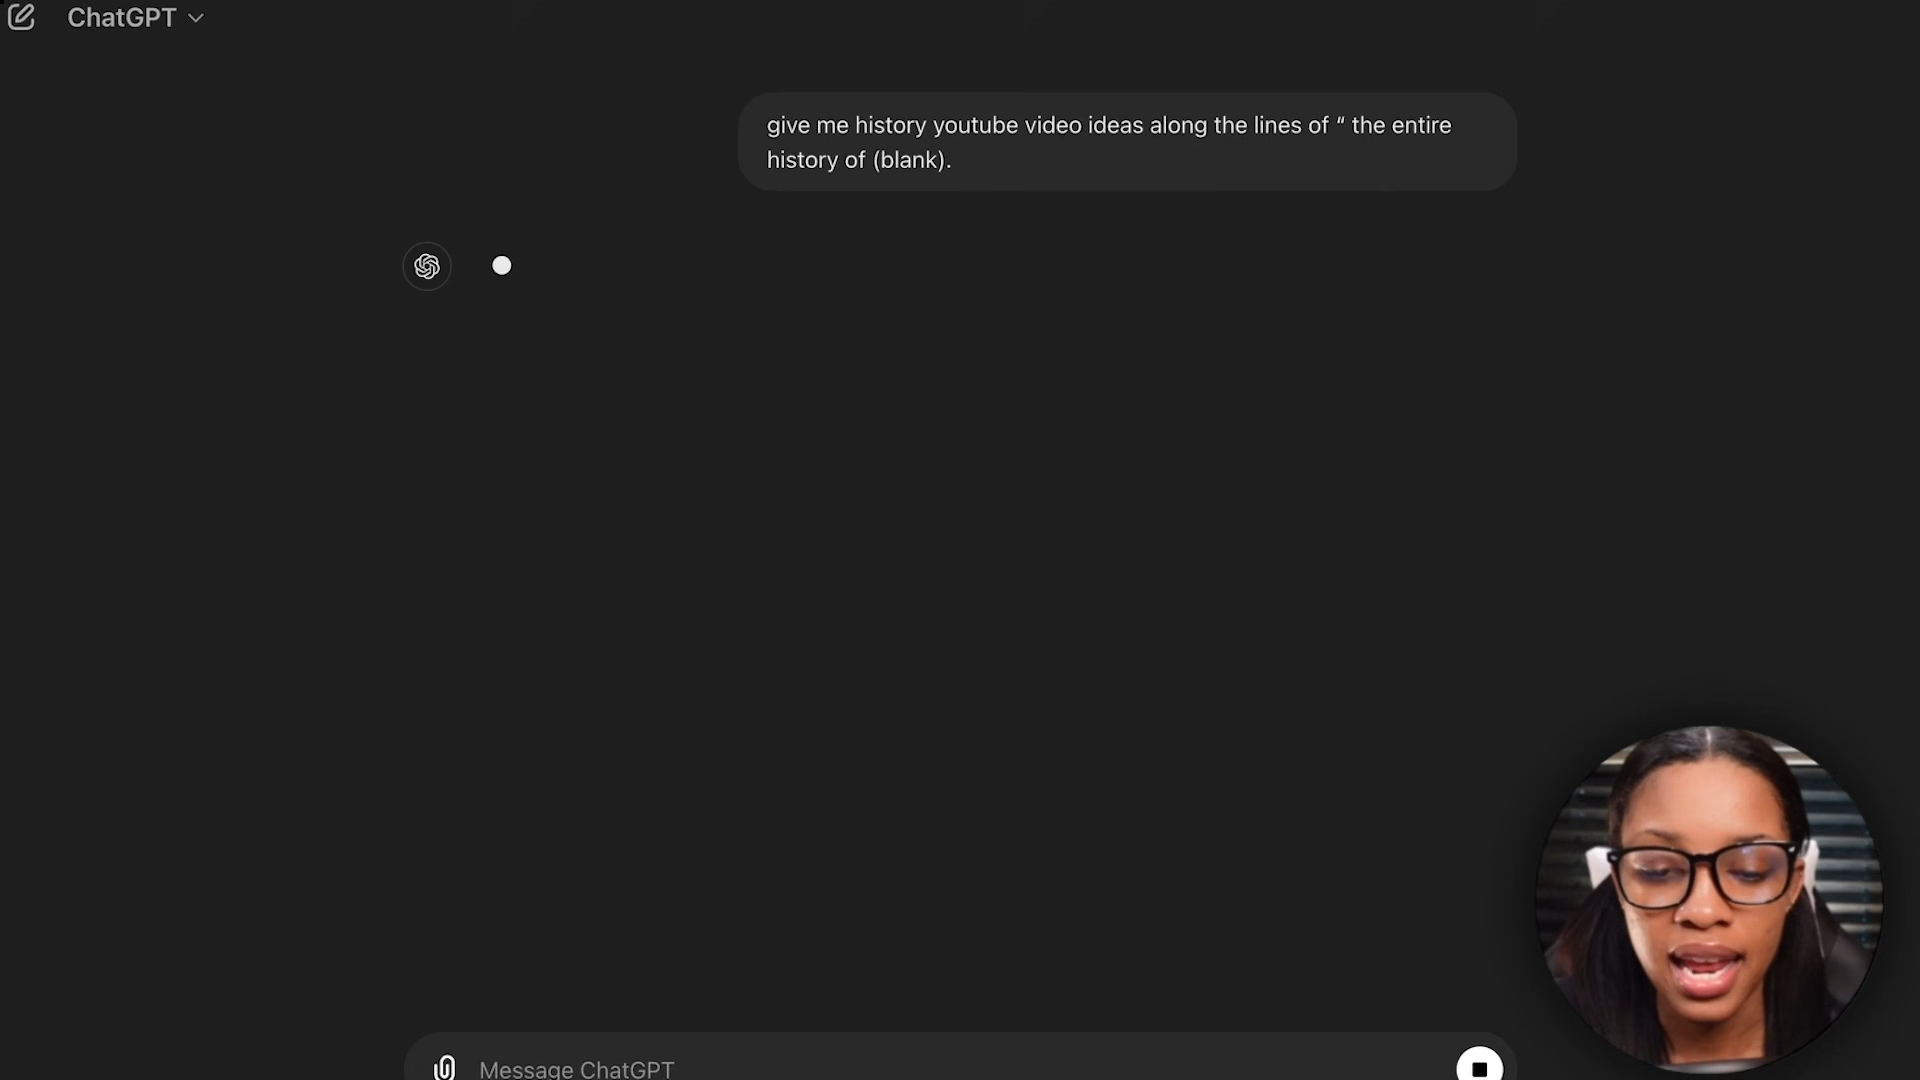 ChatGPT
give me history youtube video ideas along the lines of “ the entire
history of (blank).
Message ChatGPT